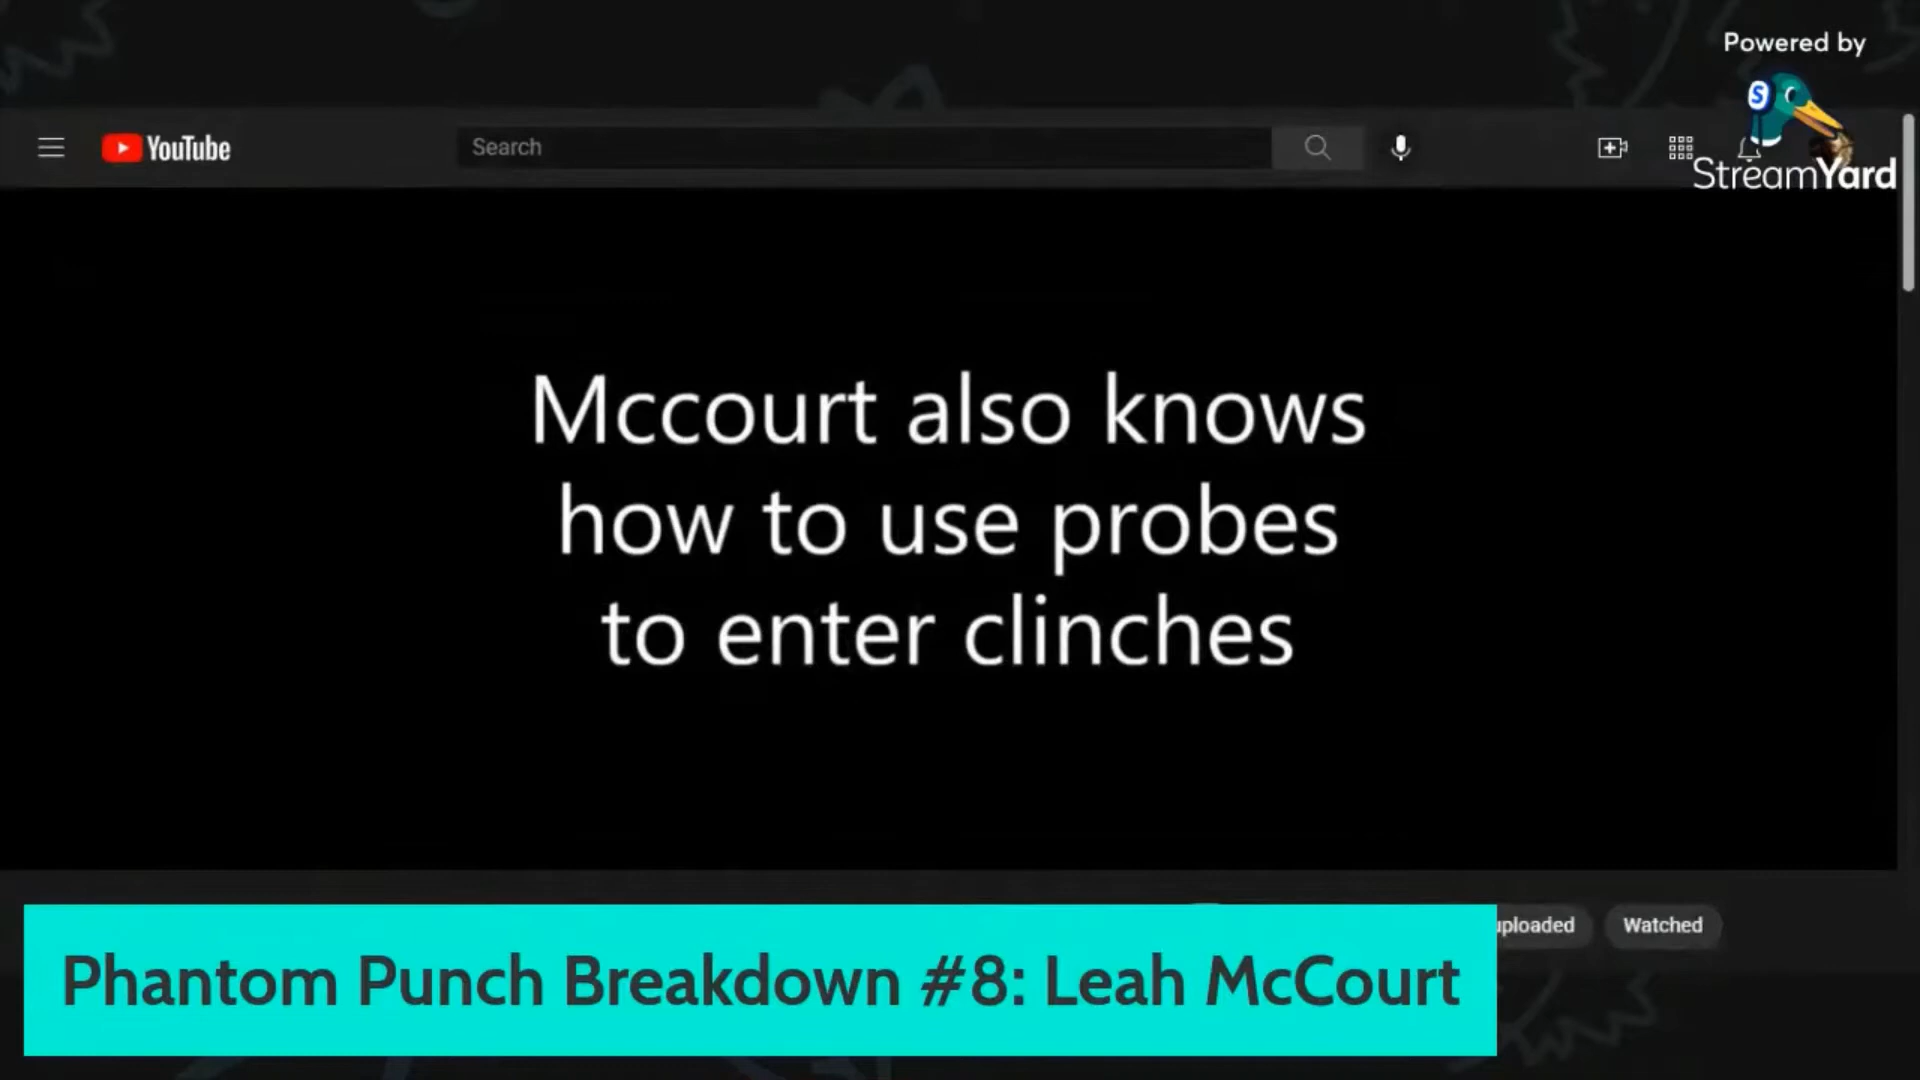 Powered by
YouTube
Search
S
StreamYard
Mccourt also knows
how to use probes
to enter clinches
uploaded
Watched
Phantom Punch Breakdown #8: Leah McCourt